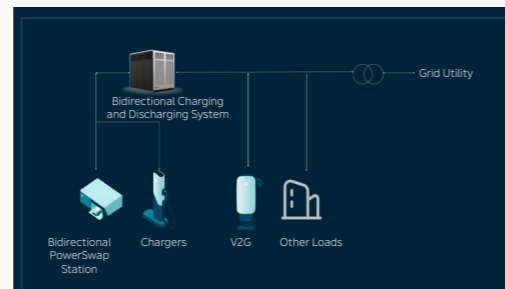 Grid Utility
Bidirectional Charging
and Discharging System
Bidirectional
PowerSwap
Station
Chargers
V2G
Other Loads